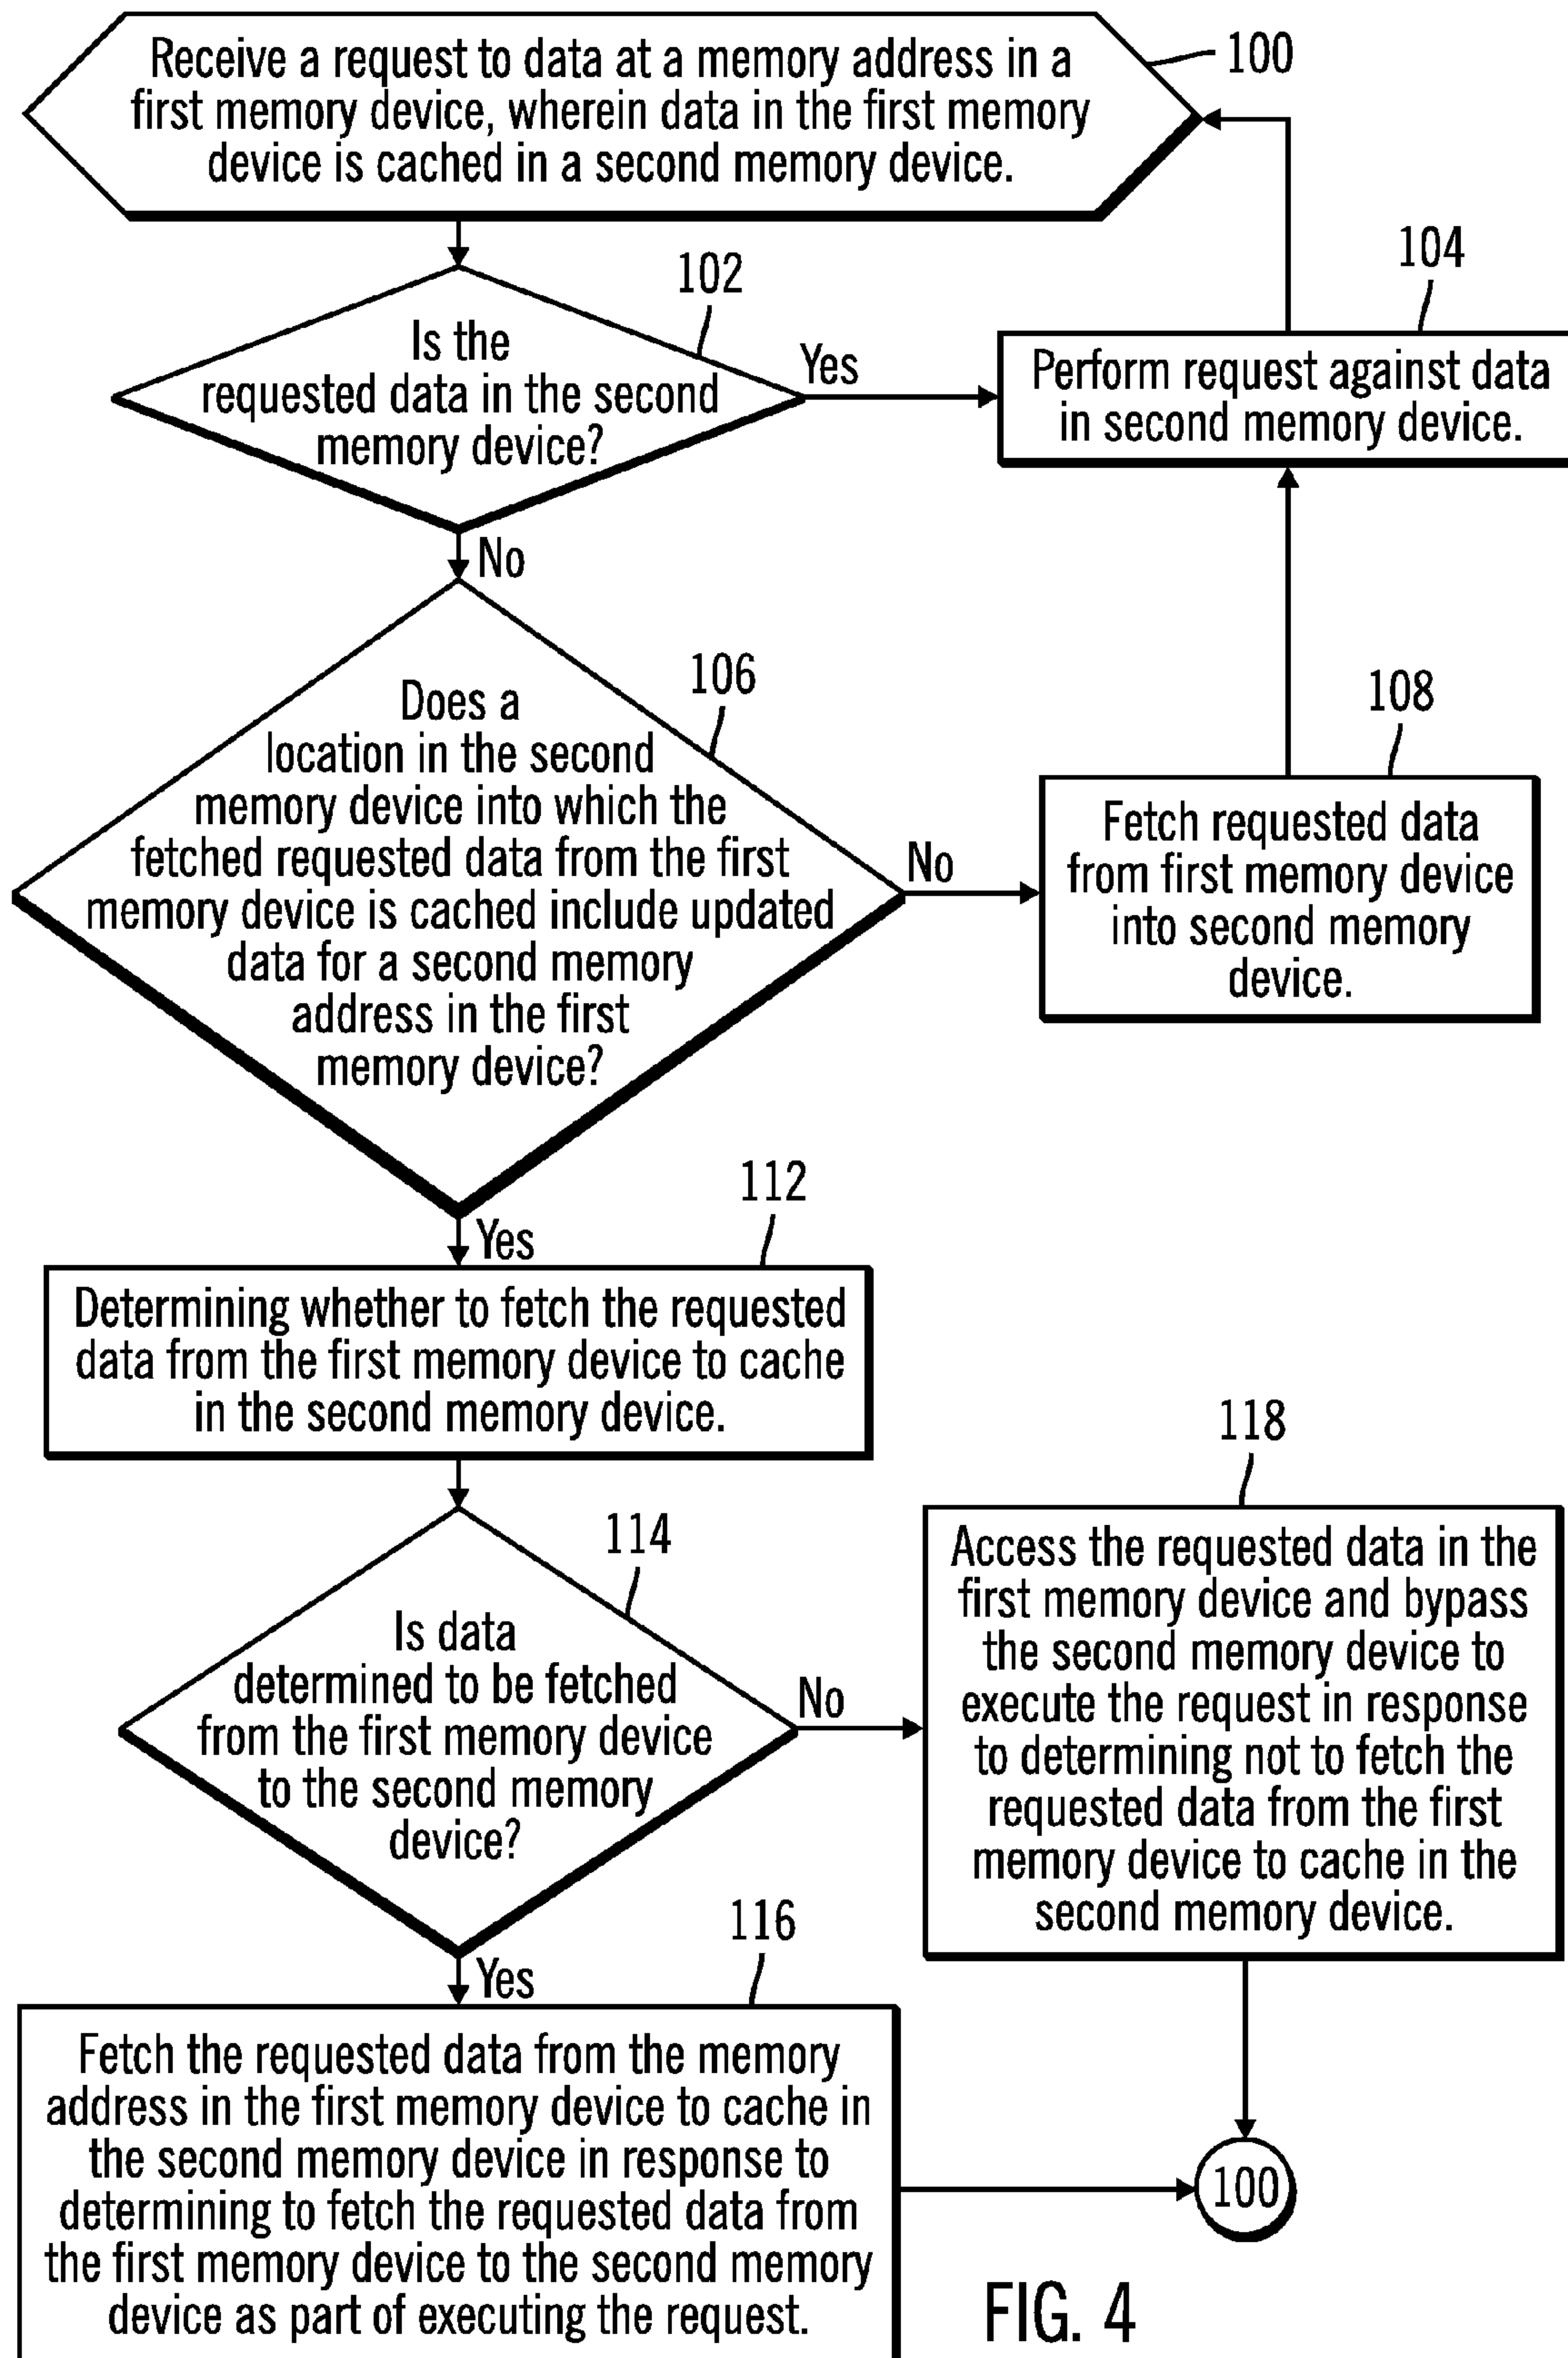 Receive a request to data at a memory address in a
first memory device, wherein data in the first memory
device is cached in a second memory device.
100
102
Is the
requested data in the second
memory device?
Yes
104
Perform request against data
in second memory device.
No
106
Does a
location in the second
memory device into which the
fetched requested data from the first
memory device is cached include updated
data for a second memory
address in the first
memory device?
No
108
Fetch requested data
from first memory device
into second memory
device.
Yes
112
Determining whether to fetch the requested
data from the first memory device to cache
in the second memory device.
114
Is data
determined to be fetched
from the first memory device
to the second memory
device?
No
118
Access the requested data in the
first memory device and bypass
the second memory device to
execute the request in response
to determining not to fetch the
requested data from the first
memory device to cache in the
second memory device.
Yes
116
Fetch the requested data from the memory
address in the first memory device to cache in
the second memory device in response to
determining to fetch the requested data from
the first memory device to the second memory
device as part of executing the request.
100
FIG. 4